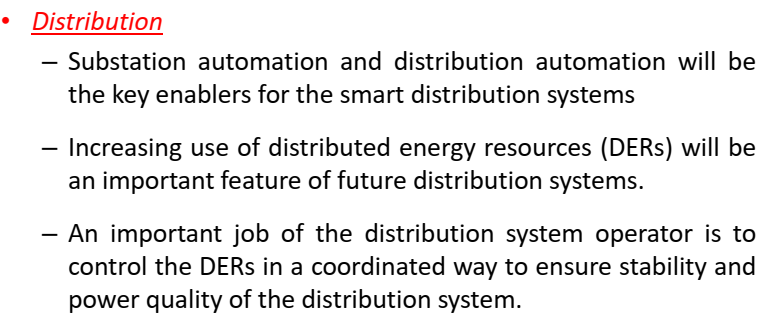 • Distribution
– Substation automation and distribution automation will be
the key enablers for the smart distribution systems
– Increasing use of distributed energy resources (DERs) will be
an important feature of future distribution systems.
– An important job of the distribution system operator is to
control the DERs in a coordinated way to ensure stability and
power quality of the distribution system.